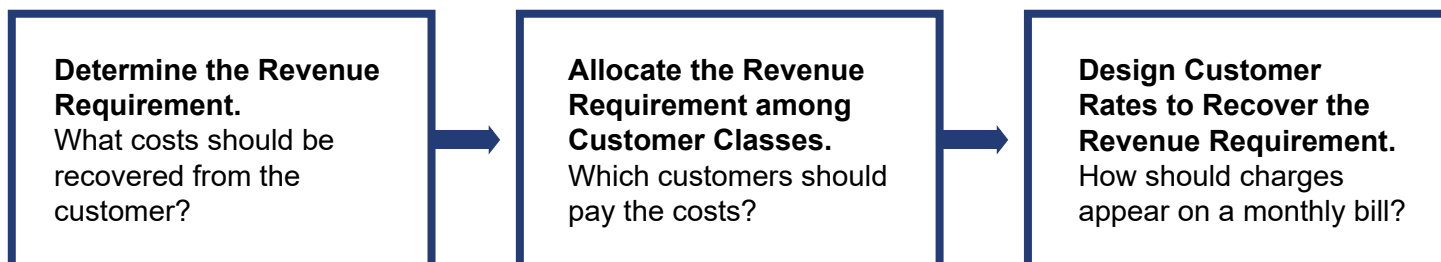 Determine the Revenue
Requirement.
What costs should be
recovered from the
customer?
Allocate the Revenue
Requirement among
Customer Classes.
Which customers should
pay the costs?
Design Customer
Rates to Recover the
Revenue Requirement.
How should charges
appear on a monthly bill?